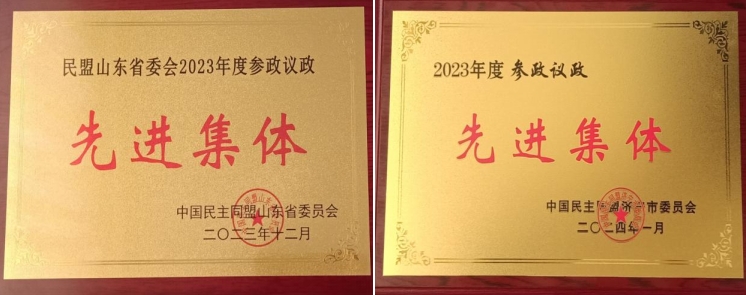 民盟山东省委会2023年度参政议政
先进集体
中国民主同盟山东省委员会
二〇二三年十二月
2023年度 参政议政
先进集体
中国民主同盟济宁市委员会
二〇二四年一月